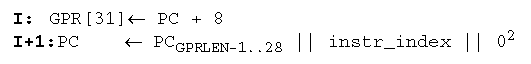 I: GPR[31]← PC + 8
I+1:PC ← PCGPRLEN-1..28 || instr_index || 0²